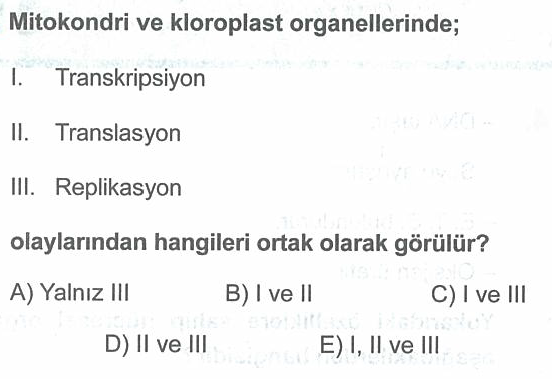 Mitokondri ve kloroplast organellerinde;
I. Transkripsiyon
II. Translasyon
III. Replikasyon
olaylarından hangileri ortak olarak görülür?
A) Yalnız III B) I ve II C) I ve III
D) II ve III E) I, II ve III